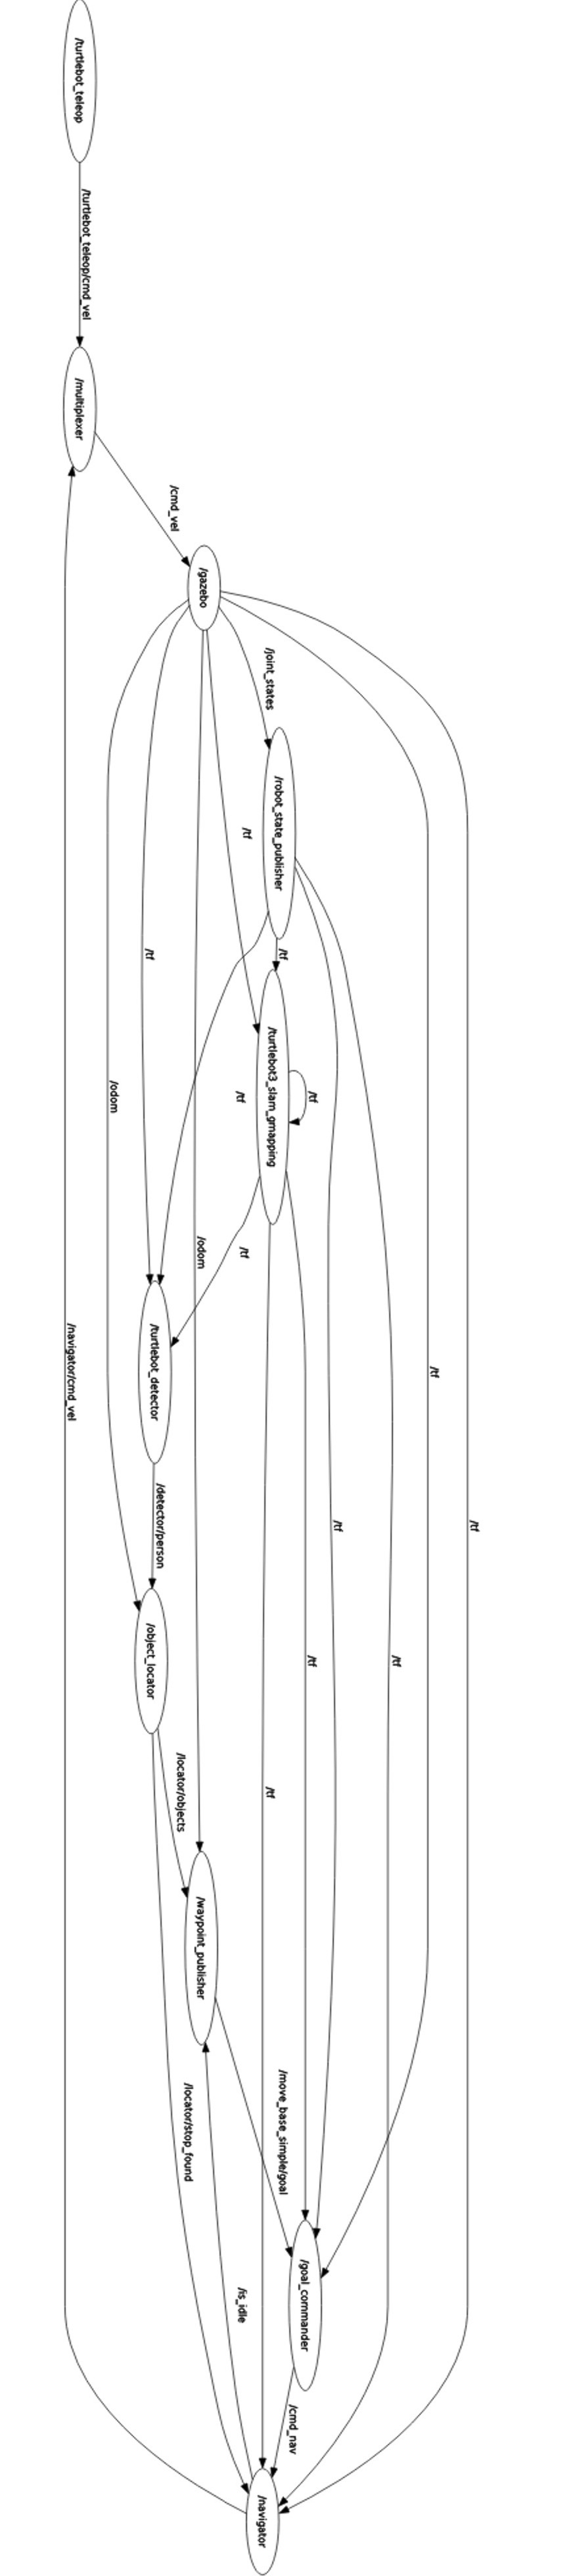 /turtlebot_teleop
/turtlebot_teleop/cmd_vel
/multiplexer
/cmd_vel
/gazebo
/joint_states
/robot_state_publisher
/tf
/tf
/tf
/odom
/tf
/turtlebot3_slam_gmapping
/tf
/tf
/odom
/tf
/turtlebot_detector
/navigator/cmd_vel
/tf
/detector/person
/tf
/tf
/object_locator
/tf
/tf
/locator/objects
/tf
/waypoint_publisher
/move_base_simple/goal
/locator/stop_found
/goal_commander
/is_idle
/cmd_nav
/navigator